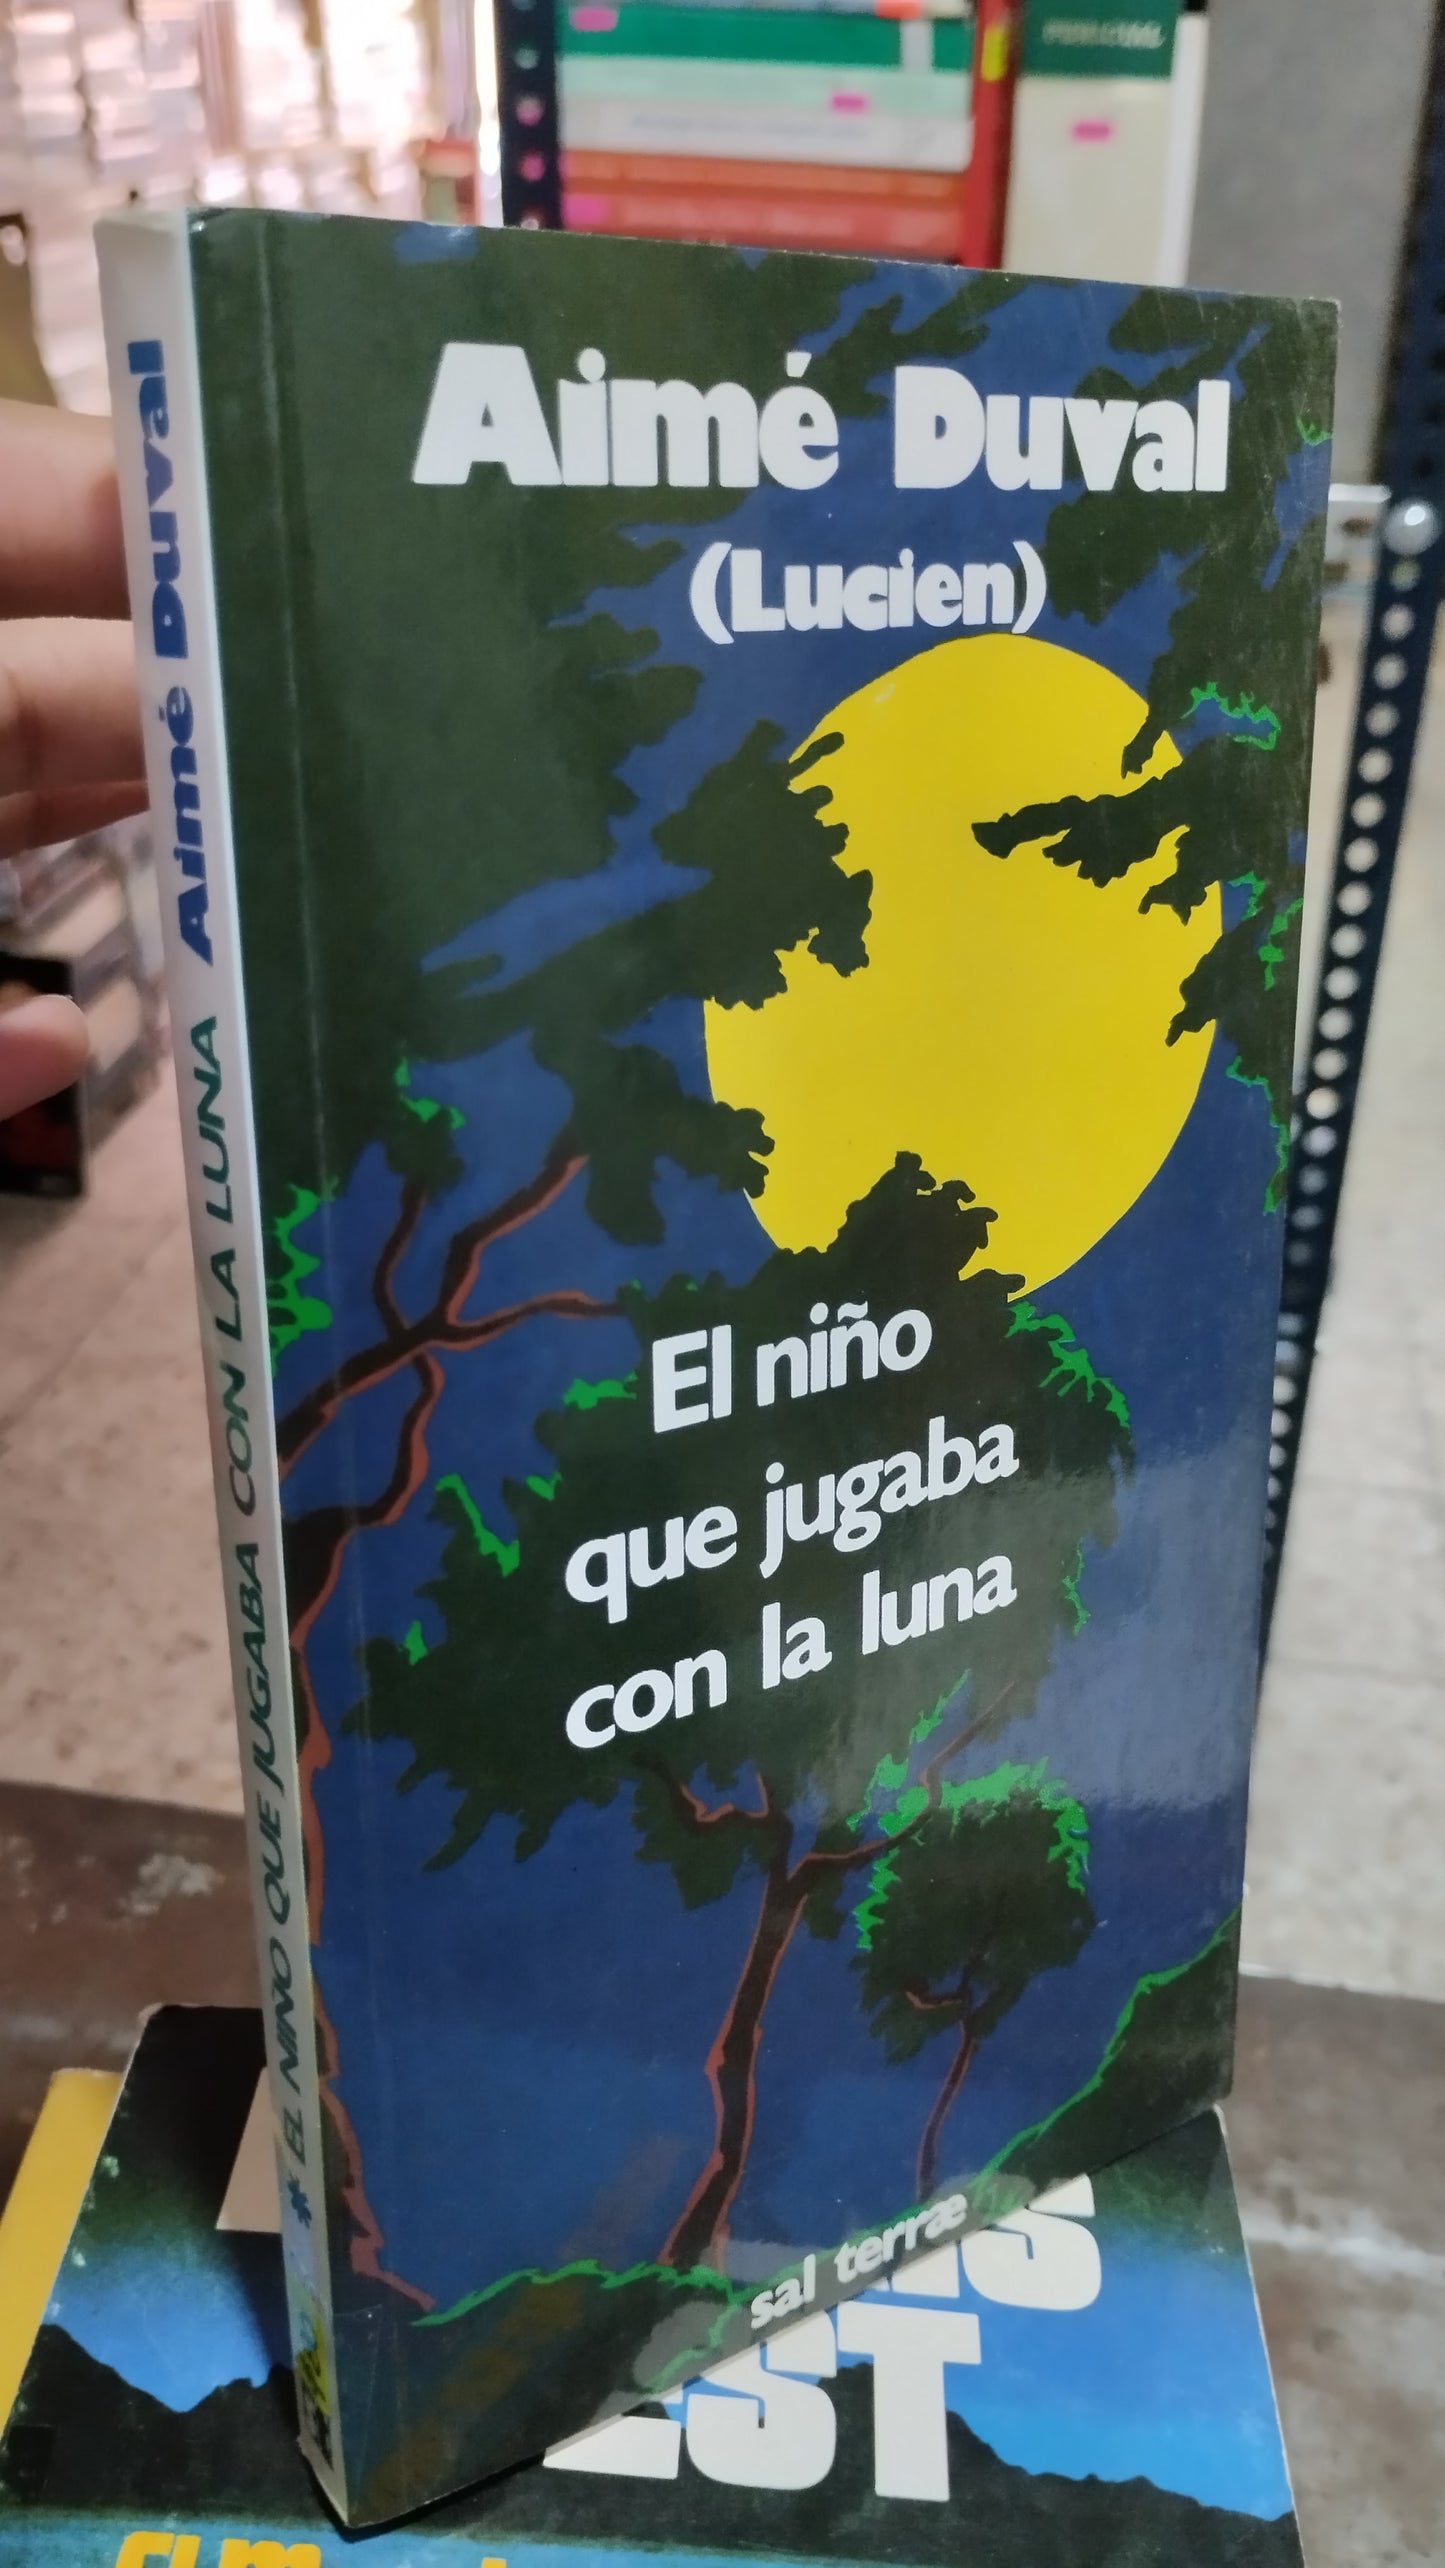 Aimé Duval
(Lucien)
El niño
que jugaba
con la luna
sal terræ
* EL NIÑO QUE JUGABA CON LA LUNA Aimé Duval
EST